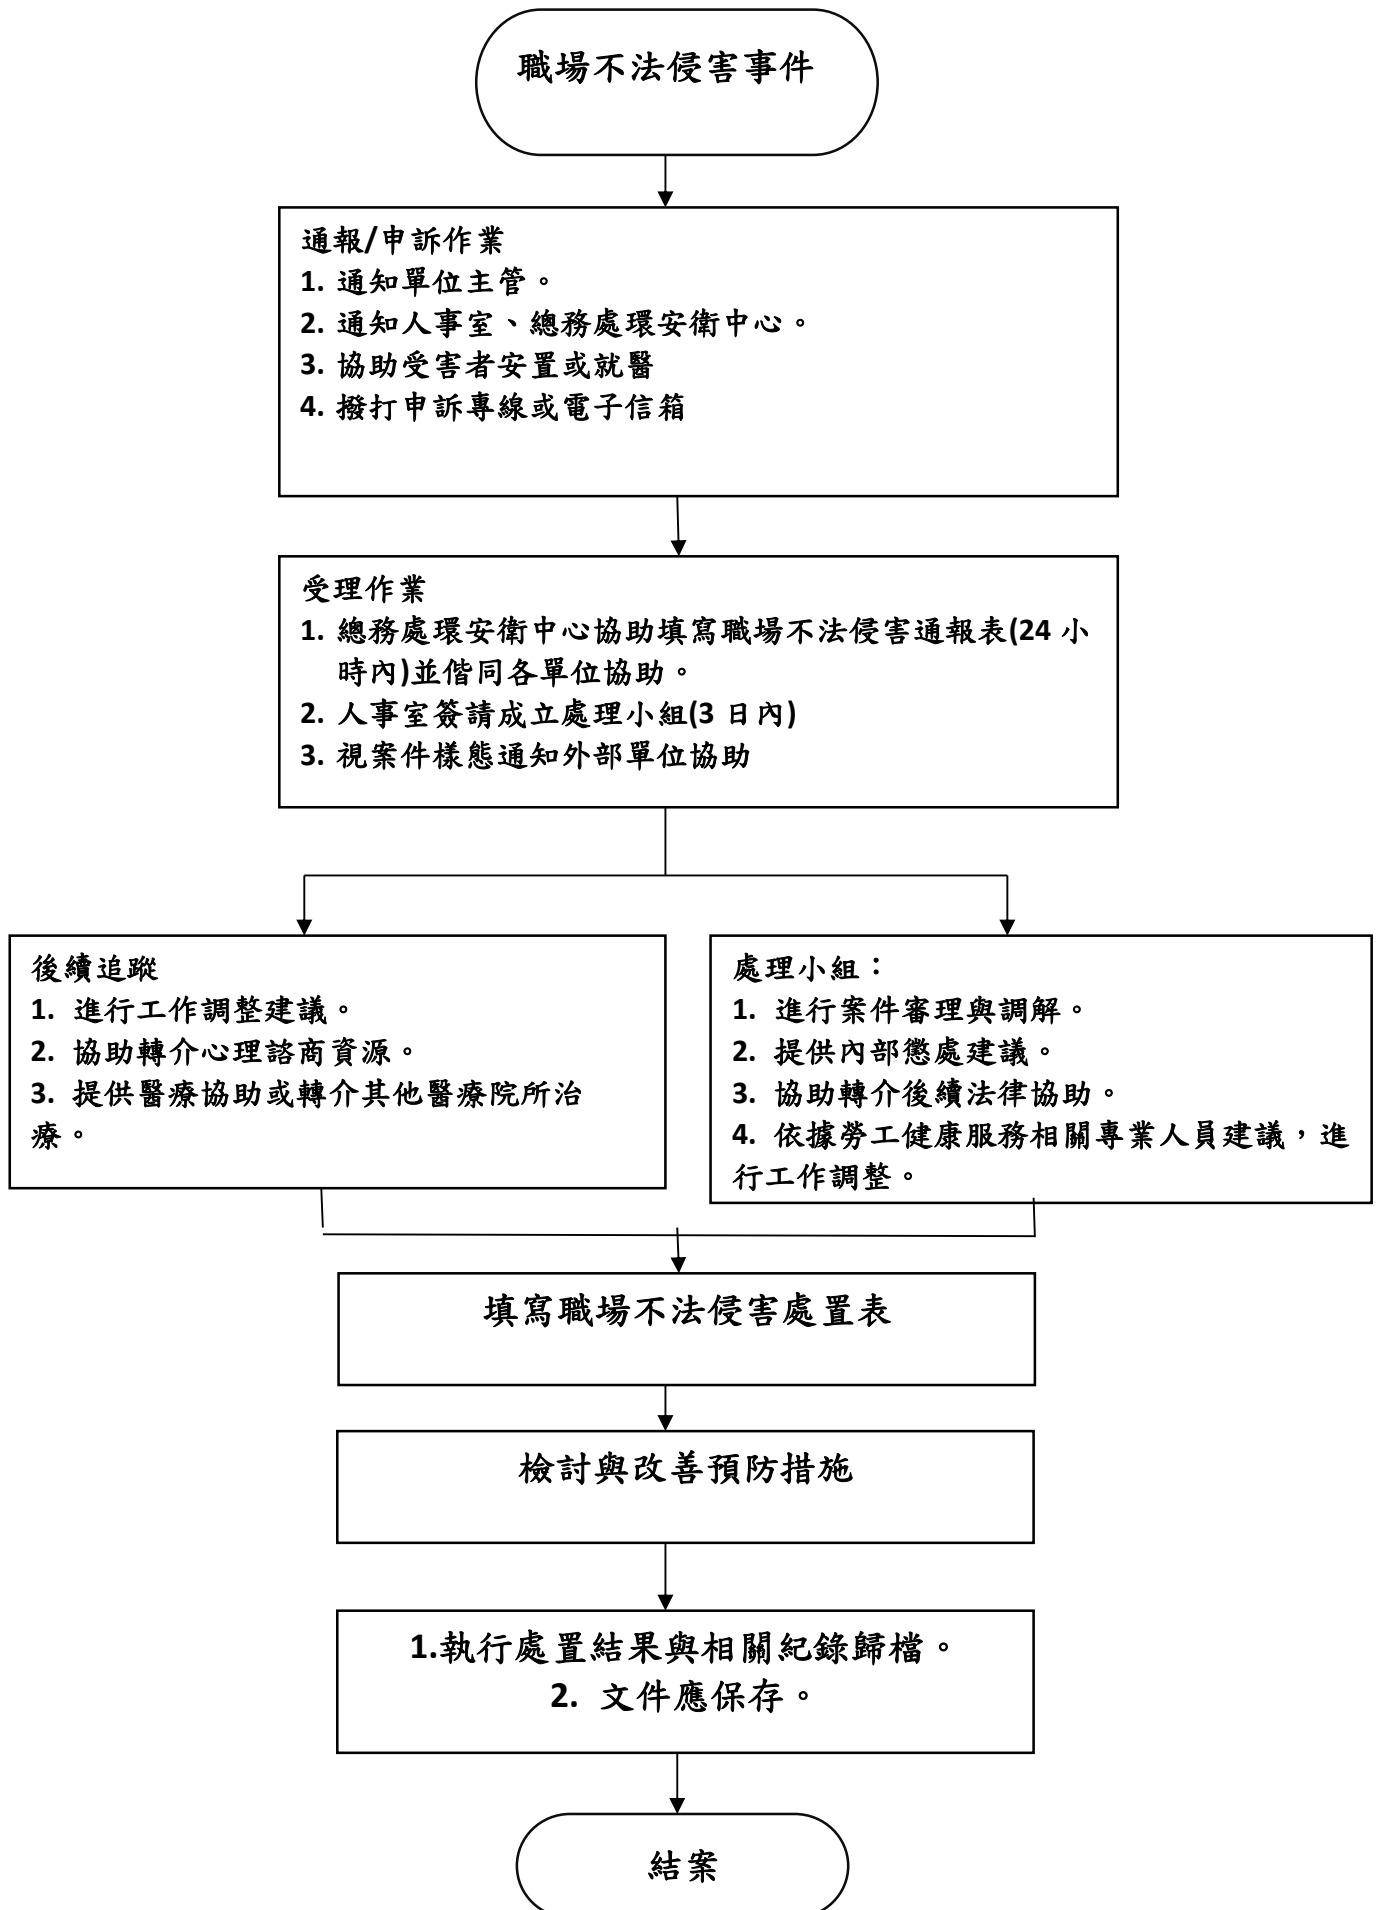 職場不法侵害事件
通報/申訴作業
1. 通知單位主管。
2. 通知人事室、總務處環安衛中心。
3. 協助受害者安置或就醫
4. 撥打申訴專線或電子信箱
受理作業
1. 總務處環安衛中心協助填寫職場不法侵害通報表(24 小
時內)並偕同各單位協助。
2. 人事室簽請成立處理小組(3 日內)
3. 視案件樣態通知外部單位協助
後續追蹤
1. 進行工作調整建議。
2. 協助轉介心理諮商資源。
3. 提供醫療協助或轉介其他醫療院所治
療。
處理小組：
1. 進行案件審理與調解。
2. 提供內部懲處建議。
3. 協助轉介後續法律協助。
4. 依據勞工健康服務相關專業人員建議，進
行工作調整。
填寫職場不法侵害處置表
檢討與改善預防措施
1.執行處置結果與相關紀錄歸檔。
2. 文件應保存。
結案